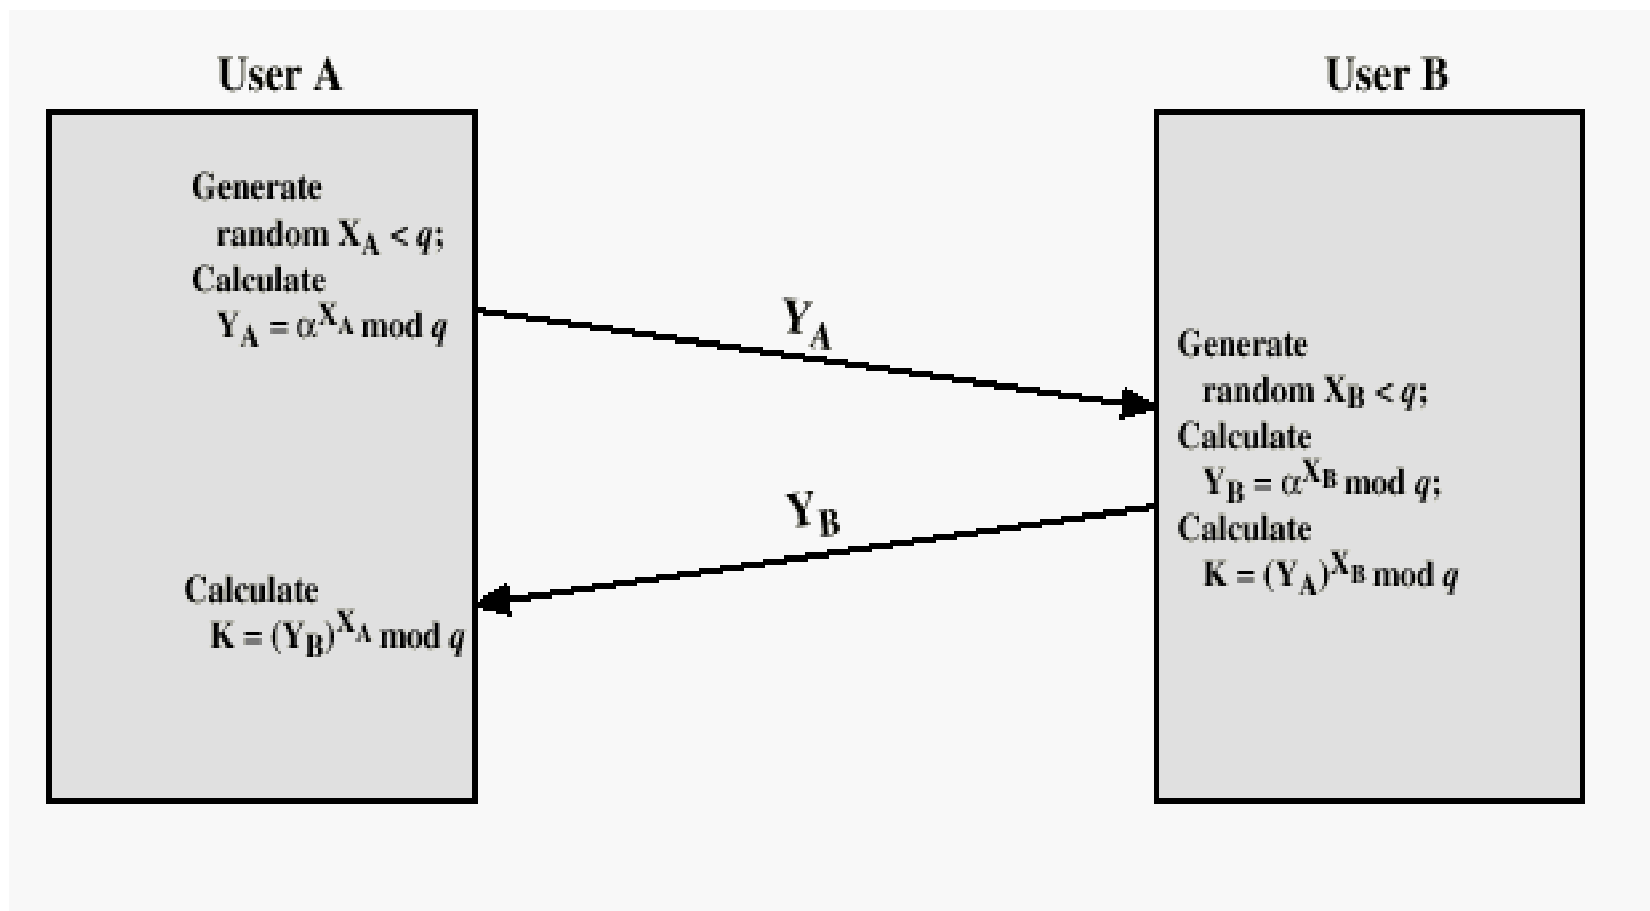 User A
Generate
random X_A < q;
Calculate
Y_A = α^X_A mod q
Calculate
K = (Y_B)^X_A mod q
Y_A
Y_B
User B
Generate
random X_B < q;
Calculate
Y_B = α^X_B mod q;
Calculate
K = (Y_A)^X_B mod q